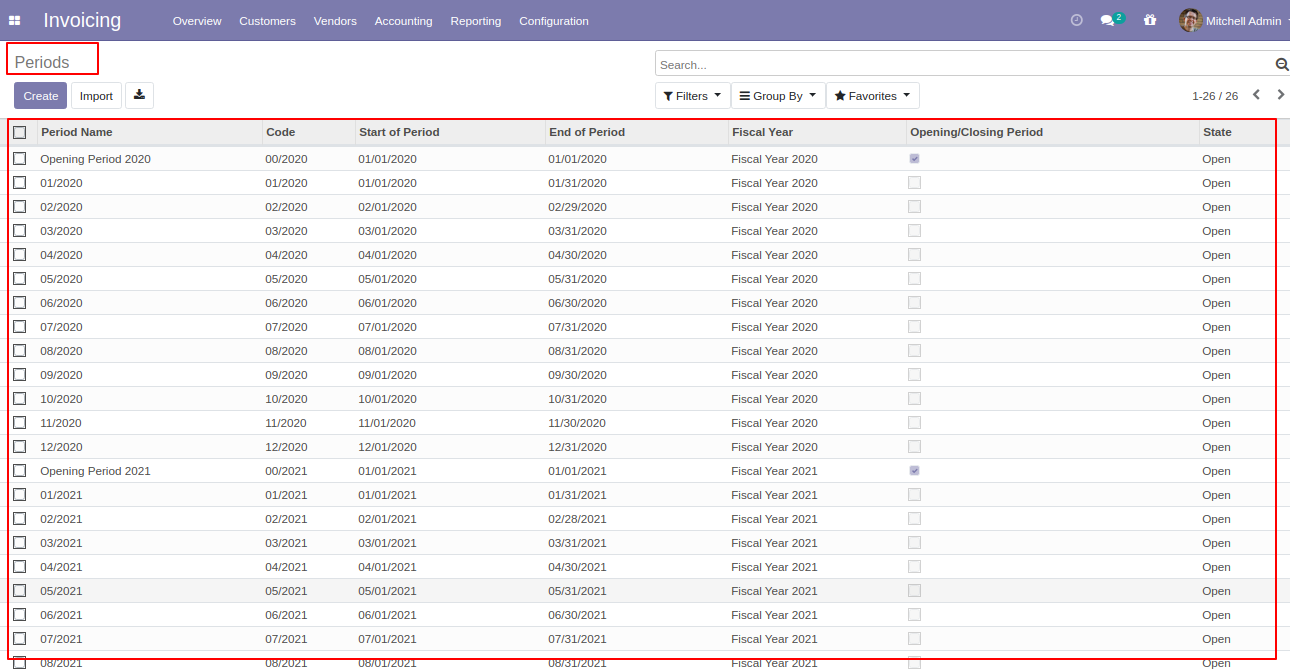 Invoicing Overview Customers Vendors Accounting Reporting Configuration 2 Mitchell Admin
Periods
Search...
Create Import Filters Group By Favorites 1-26 / 26
Period Name Code Start of Period End of Period Fiscal Year Opening/Closing Period State
Opening Period 2020 00/2020 01/01/2020 01/01/2020 Fiscal Year 2020 Open
01/2020 01/2020 01/01/2020 01/31/2020 Fiscal Year 2020 Open
02/2020 02/2020 02/01/2020 02/29/2020 Fiscal Year 2020 Open
03/2020 03/2020 03/01/2020 03/31/2020 Fiscal Year 2020 Open
04/2020 04/2020 04/01/2020 04/30/2020 Fiscal Year 2020 Open
05/2020 05/2020 05/01/2020 05/31/2020 Fiscal Year 2020 Open
06/2020 06/2020 06/01/2020 06/30/2020 Fiscal Year 2020 Open
07/2020 07/2020 07/01/2020 07/31/2020 Fiscal Year 2020 Open
08/2020 08/2020 08/01/2020 08/31/2020 Fiscal Year 2020 Open
09/2020 09/2020 09/01/2020 09/30/2020 Fiscal Year 2020 Open
10/2020 10/2020 10/01/2020 10/31/2020 Fiscal Year 2020 Open
11/2020 11/2020 11/01/2020 11/30/2020 Fiscal Year 2020 Open
12/2020 12/2020 12/01/2020 12/31/2020 Fiscal Year 2020 Open
Opening Period 2021 00/2021 01/01/2021 01/01/2021 Fiscal Year 2021 Open
01/2021 01/2021 01/01/2021 01/31/2021 Fiscal Year 2021 Open
02/2021 02/2021 02/01/2021 02/28/2021 Fiscal Year 2021 Open
03/2021 03/2021 03/01/2021 03/31/2021 Fiscal Year 2021 Open
04/2021 04/2021 04/01/2021 04/30/2021 Fiscal Year 2021 Open
05/2021 05/2021 05/01/2021 05/31/2021 Fiscal Year 2021 Open
06/2021 06/2021 06/01/2021 06/30/2021 Fiscal Year 2021 Open
07/2021 07/2021 07/01/2021 07/31/2021 Fiscal Year 2021 Open
08/2021 08/2021 08/01/2021 08/31/2021 Fiscal Year 2021 Open